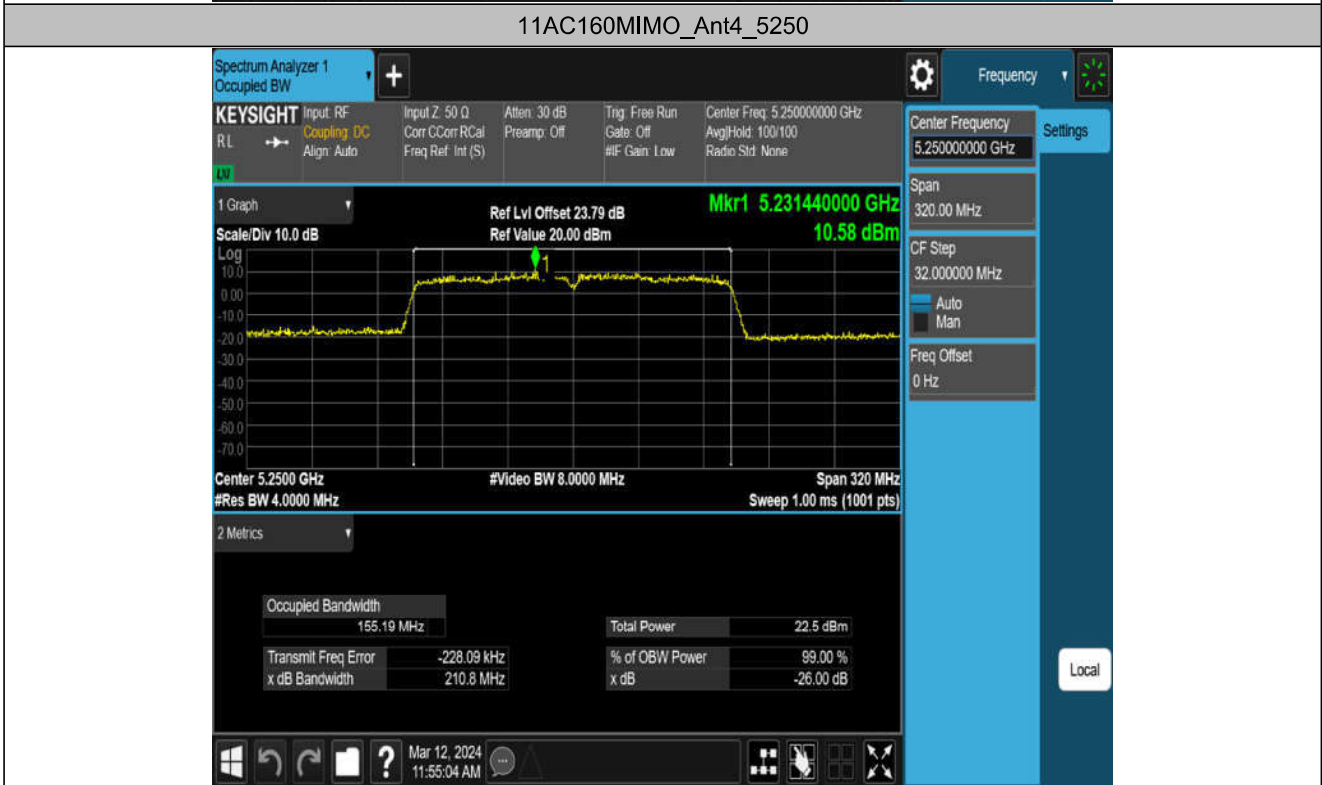 11AC160MIMO_Ant4_5250
Spectrum Analyzer 1
Occupied BW
Frequency
KEYSIGHT
RL
Input: RF
Coupling: DC
Align: Auto
Input Z: 50 Ω
Corr CCorr RCal
Freq Ref: Int (S)
Atten: 30 dB
Preamp: Off
Trig: Free Run
Gate: Off
#IF Gain: Low
Center Freq: 5.250000000 GHz
Avg|Hold: 100/100
Radio Std: None
Center Frequency
5.250000000 GHz
Settings
Span
320.00 MHz
CF Step
32.000000 MHz
Auto
Man
Freq Offset
0 Hz
Local
1 Graph
Scale/Div 10.0 dB
Ref Lvl Offset 23.79 dB
Ref Value 20.00 dBm
Mkr1 5.231440000 GHz
10.58 dBm
Log
10.0
0.00
-10.0
-20.0
-30.0
-40.0
-50.0
-60.0
-70.0
1
Center 5.2500 GHz
#Video BW 8.0000 MHz
Span 320 MHz
#Res BW 4.0000 MHz
Sweep 1.00 ms (1001 pts)
2 Metrics
Occupied Bandwidth
155.19 MHz
Total Power 22.5 dBm
Transmit Freq Error -228.09 kHz
% of OBW Power 99.00 %
x dB Bandwidth 210.8 MHz
x dB -26.00 dB
Mar 12, 2024
11:55:04 AM